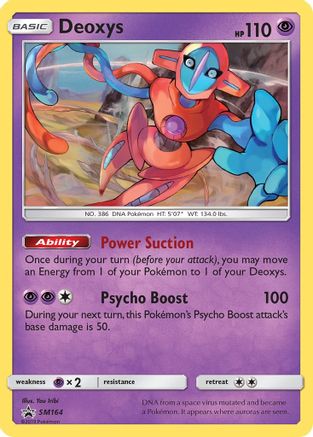 BASIC Deoxys HP110
NO. 386 DNA Pokémon HT: 5'07" WT: 134.0 lbs.
Ability Power Suction
Once during your turn (before your attack), you may move
an Energy from 1 of your Pokémon to 1 of your Deoxys.
Psycho Boost 100
During your next turn, this Pokémon's Psycho Boost attack's
base damage is 50.
weakness ×2 resistance retreat
Illus. You Iribi
SM164
©2019 Pokémon
DNA from a space virus mutated and became
a Pokémon. It appears where auroras are seen.